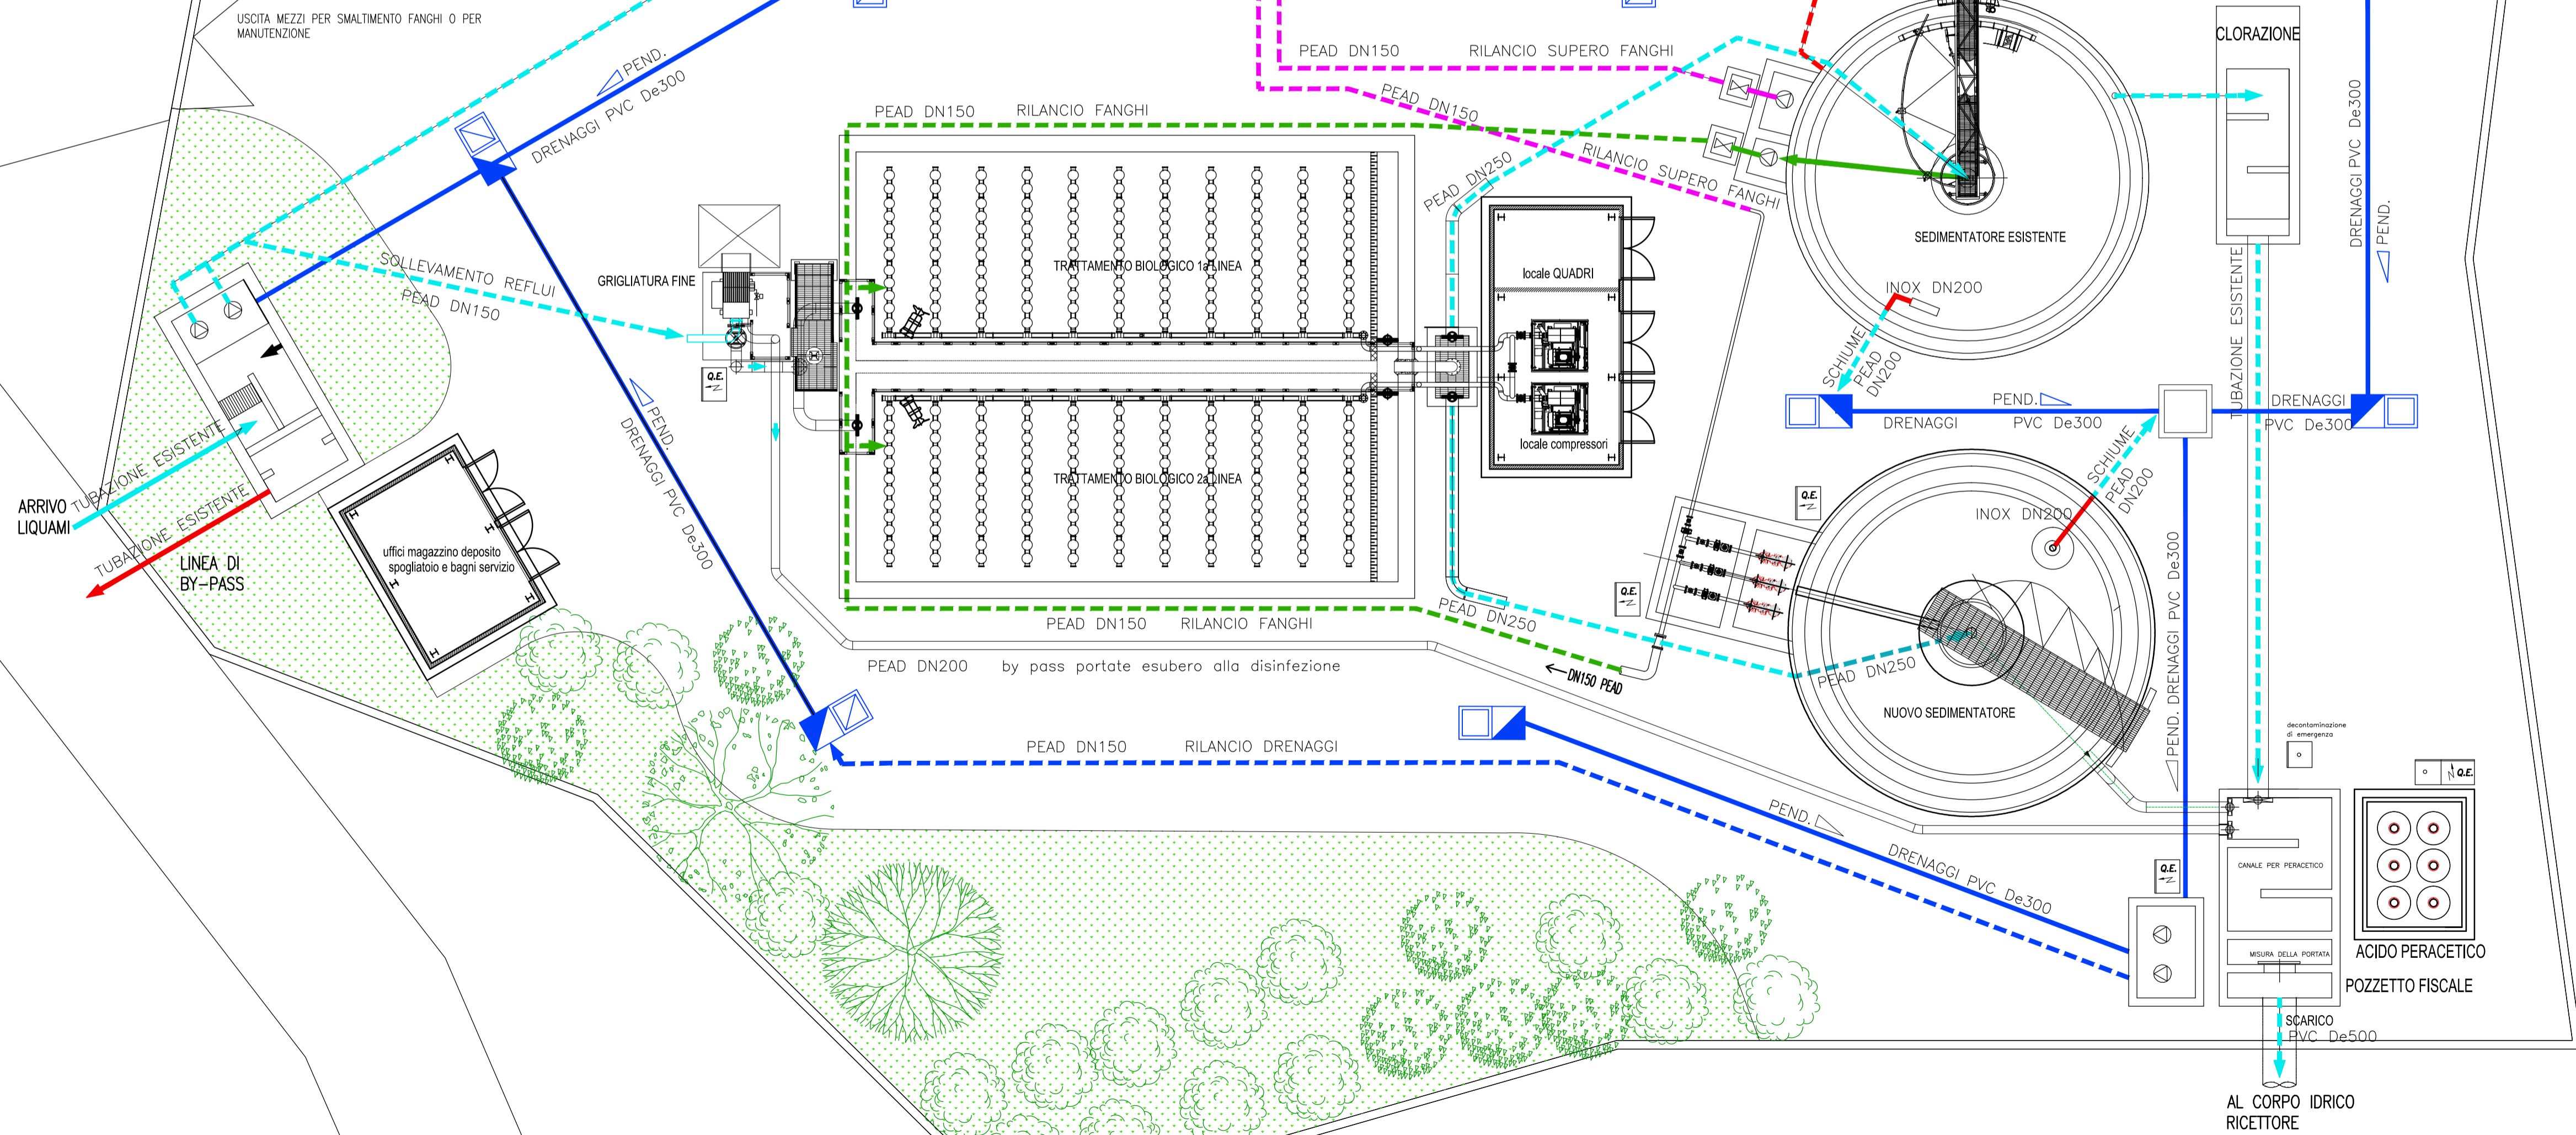 USCITA MEZZI PER SMALTIMENTO FANGHI O PER
MANUTENZIONE
PEND.
DRENAGGI PVC De300
PEAD DN150 RILANCIO SUPERO FANGHI
PEAD DN150
RILANCIO SUPERO FANGHI
PEAD DN150 RILANCIO FANGHI
PEAD DN250
CLORAZIONE
DRENAGGI PVC De300
PEND.
SEDIMENTATORE ESISTENTE
TUBAZIONE ESISTENTE
SOLLEVAMENTO REFLUI
PEAD DN150
GRIGLIATURA FINE
Q.E.
TRATTAMENTO BIOLOGICO 1a LINEA
TRATTAMENTO BIOLOGICO 2a LINEA
locale QUADRI
locale compressori
INOX DN200
SCHIUME
PEAD
DN200
PEND.
DRENAGGI PVC De300
DRENAGGI
PVC De300
SCHIUME
PEAD
DN200
INOX DN200
Q.E.
Q.E.
ARRIVO
LIQUAMI
TUBAZIONE ESISTENTE
TUBAZIONE ESISTENTE
LINEA DI
BY-PASS
uffici magazzino deposito
spogliatoio e bagni servizio
PEND.
DRENAGGI PVC De300
PEAD DN150 RILANCIO FANGHI
PEAD DN200 by pass portate esubero alla disinfezione
PEAD DN250
DN150 PEAD
PEAD DN250
NUOVO SEDIMENTATORE
PEND. DRENAGGI PVC De300
PEAD DN150 RILANCIO DRENAGGI
PEND.
DRENAGGI PVC De300
decontaminazione
di emergenza
Q.E.
Q.E.
CANALE PER PERACETICO
MISURA DELLA PORTATA
ACIDO PERACETICO
POZZETTO FISCALE
SCARICO
PVC De500
AL CORPO IDRICO
RICETTORE